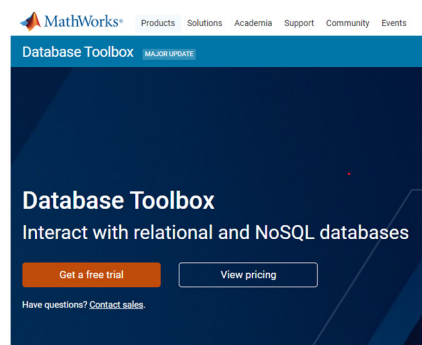 MathWorks® Products Solutions Academia Support Community Events
Database Toolbox MAJOR UPDATE
Database Toolbox
Interact with relational and NoSQL databases
Get a free trial View pricing
Have questions? Contact sales.